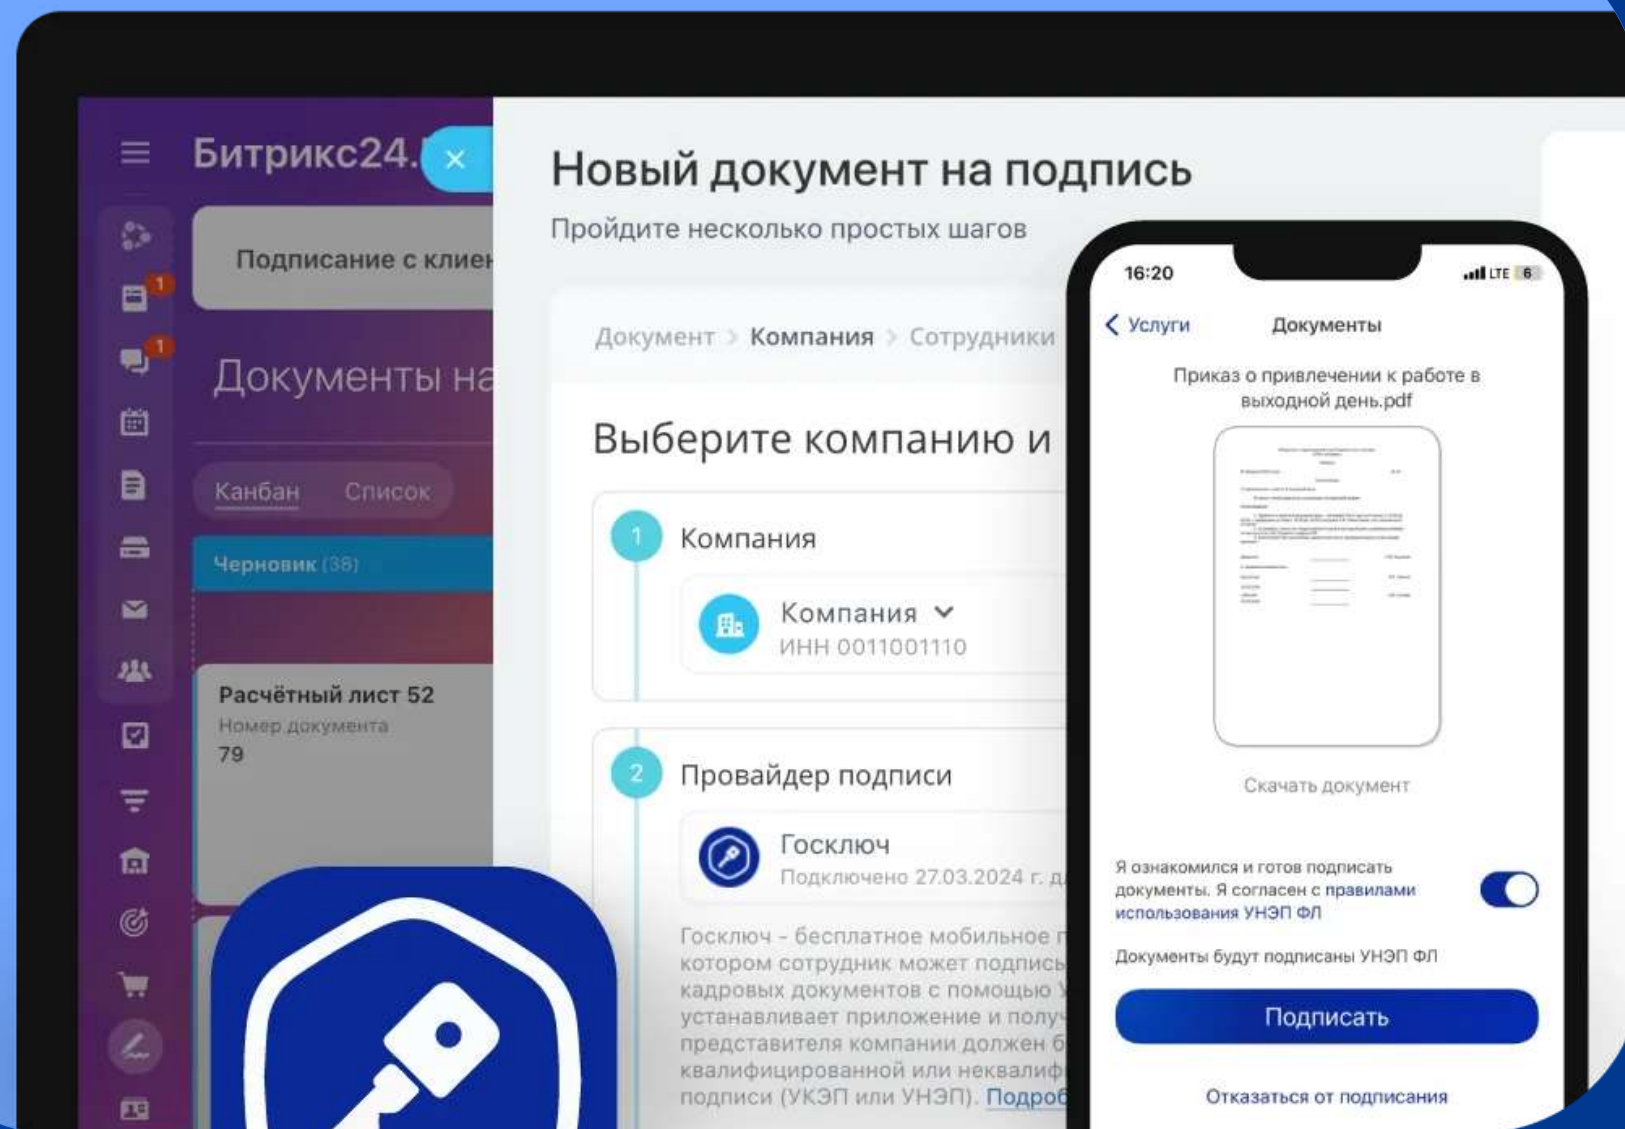 Битрикс24.
1
1
Подписание с клиен
Документы на
Канбан Список
Черновик (38)
Расчётный лист 52
Номер документа
79
Новый документ на подпись
Пройдите несколько простых шагов
Документ > Компания > Сотрудники
Выберите компанию и
1 Компания
Компания
ИНН 0011001110
2 Провайдер подписи
Госключ
Подключено 27.03.2024 г. д
Госключ - бесплатное мобильное п
котором сотрудник может подпись
кадровых документов с помощью У
устанавливает приложение и получ
представителя компании должен б
квалифицированной или неквалиф
подписи (УКЭП или УНЭП). Подроб
16:20
LTE 6
Услуги
Документы
Приказ о привлечении к работе в
выходной день.pdf
Скачать документ
Я ознакомился и готов подписать
документы. Я согласен с правилами
использования УНЭП ФЛ
Документы будут подписаны УНЭП ФЛ
Подписать
Отказаться от подписания